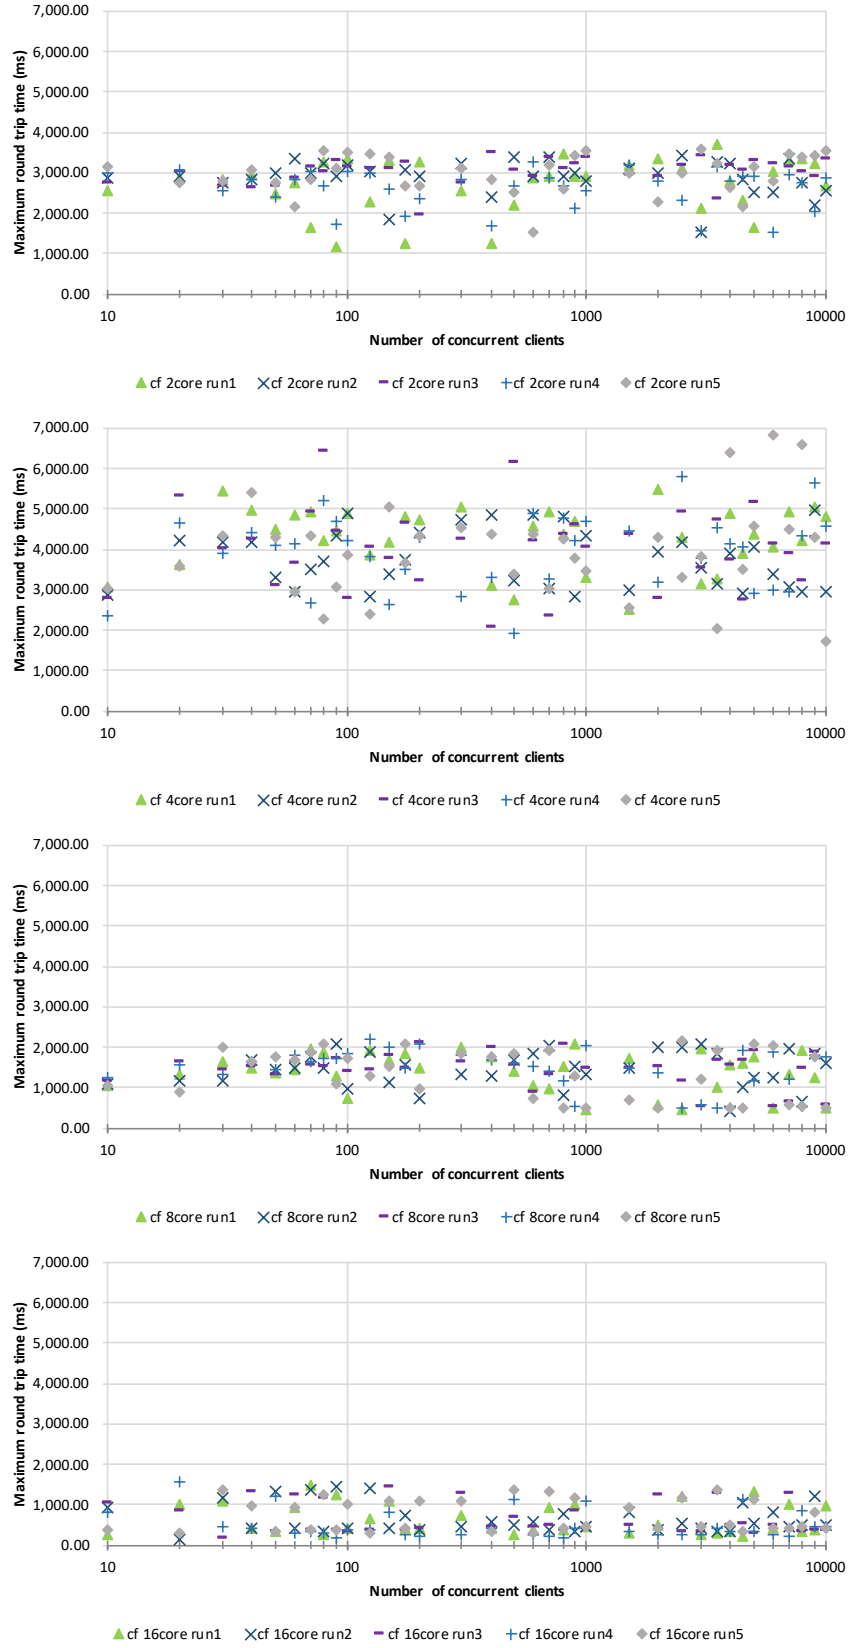 7,000.00
6,000.00
5,000.00
4,000.00
3,000.00
2,000.00
1,000.00
0.00
Maximum round trip time (ms)
10 100 1000 10000
Number of concurrent clients
cf 2core run1 cf 2core run2 cf 2core run3 cf 2core run4 cf 2core run5
7,000.00
6,000.00
5,000.00
4,000.00
3,000.00
2,000.00
1,000.00
0.00
Maximum round trip time (ms)
10 100 1000 10000
Number of concurrent clients
cf 4core run1 cf 4core run2 cf 4core run3 cf 4core run4 cf 4core run5
7,000.00
6,000.00
5,000.00
4,000.00
3,000.00
2,000.00
1,000.00
0.00
Maximum round trip time (ms)
10 100 1000 10000
Number of concurrent clients
cf 8core run1 cf 8core run2 cf 8core run3 cf 8core run4 cf 8core run5
7,000.00
6,000.00
5,000.00
4,000.00
3,000.00
2,000.00
1,000.00
0.00
Maximum round trip time (ms)
10 100 1000 10000
Number of concurrent clients
cf 16core run1 cf 16core run2 cf 16core run3 cf 16core run4 cf 16core run5